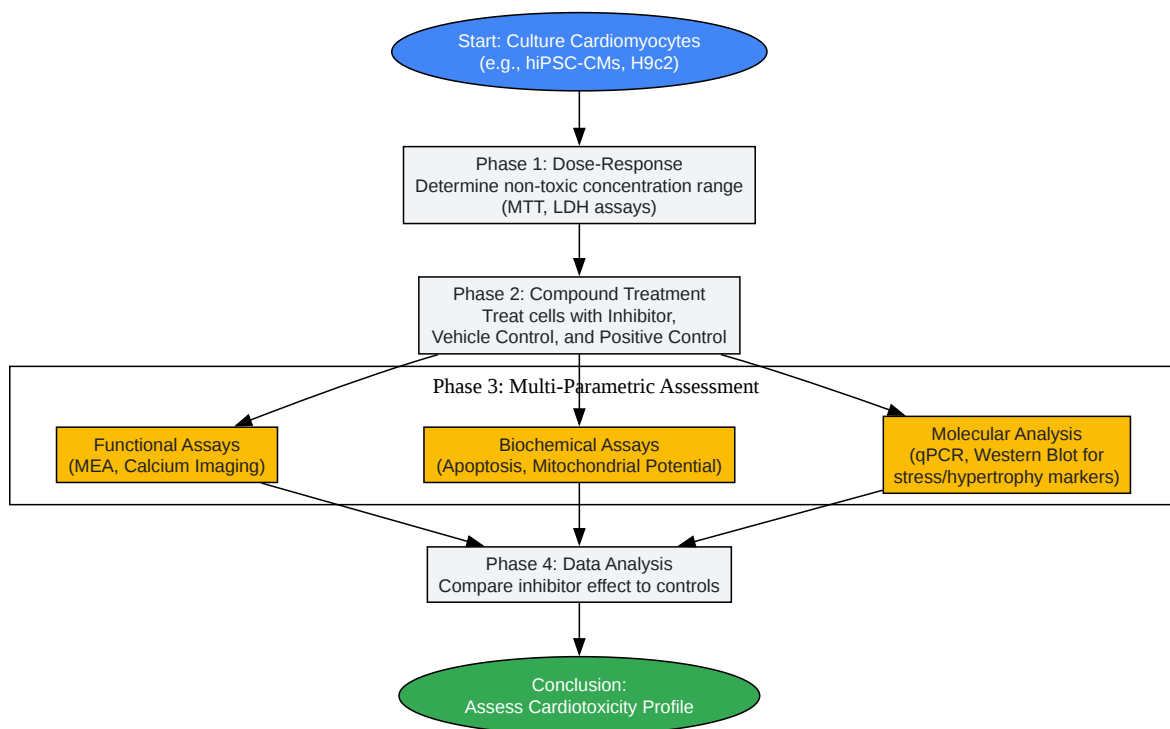 Start: Culture Cardiomyocytes
(e.g., hiPSC-CMs, H9c2)
Phase 1: Dose-Response
Determine non-toxic concentration range
(MTT, LDH assays)
Phase 2: Compound Treatment
Treat cells with Inhibitor,
Vehicle Control, and Positive Control
Phase 3: Multi-Parametric Assessment
Functional Assays
(MEA, Calcium Imaging)
Biochemical Assays
(Apoptosis, Mitochondrial Potential)
Molecular Analysis
(qPCR, Western Blot for
stress/hypertrophy markers)
Phase 4: Data Analysis
Compare inhibitor effect to controls
Conclusion:
Assess Cardiotoxicity Profile